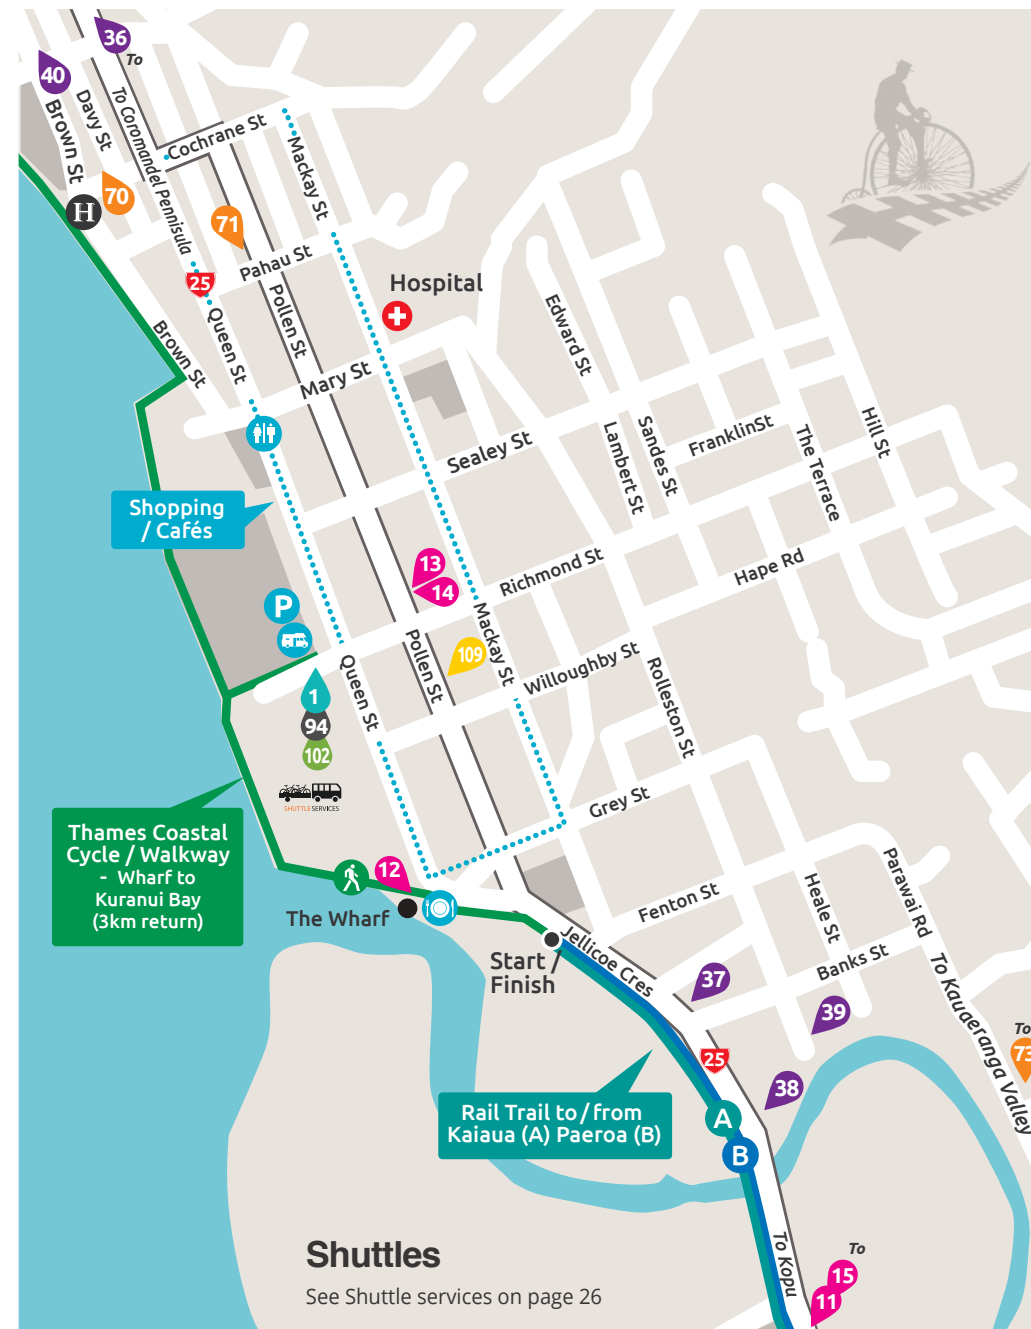 36
To
40
Brown St
Davy St
To Coromandel Pennisula
Cochrane St
Mackay St
70
H
71
25
Pahau St
Hospital
Pollen St
Queen St
Brown St
Mary St
Edward St
Sealey St
Lambert St
Sandes St
FranklinSt
The Terrace
Hill St
Shopping
/ Cafés
13
14
Richmond St
Hape Rd
P
Mackay St
Pollen St
109
Queen St
Willoughby St
Rolleston St
1
94
102
SHUTTLE SERVICES
Grey St
Thames Coastal
Cycle / Walkway
- Wharf to
Kuranui Bay
(3km return)
12
The Wharf
Fenton St
Heale St
Parawai Rd
Banks St
Jellicoe Cres
Start
Finish
37
39
To Kauaeranga Valley
To
73
25
38
Rail Trail to / from
Kaiaua (A) Paeroa (B)
A
B
To Kopu
To
15
11
Shuttles
See Shuttle services on page 26